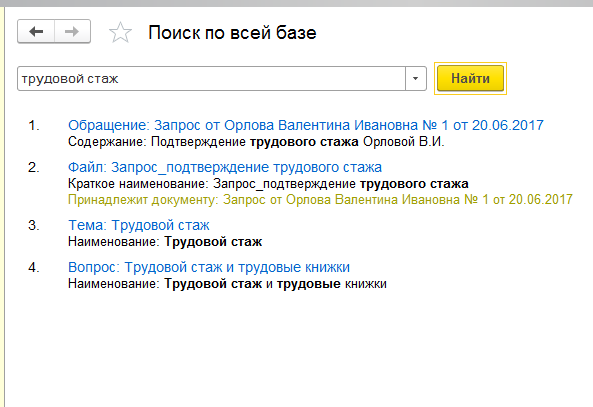 Поиск по всей базе
трудовой стаж
Найти
1. Обращение: Запрос от Орлова Валентина Ивановна № 1 от 20.06.2017
Содержание: Подтверждение трудового стажа Орловой В.И.
2. Файл: Запрос_подтверждение трудового стажа
Краткое наименование: Запрос_подтверждение трудового стажа
Принадлежит документу: Запрос от Орлова Валентина Ивановна № 1 от 20.06.2017
3. Тема: Трудовой стаж
Наименование: Трудовой стаж
4. Вопрос: Трудовой стаж и трудовые книжки
Наименование: Трудовой стаж и трудовые книжки